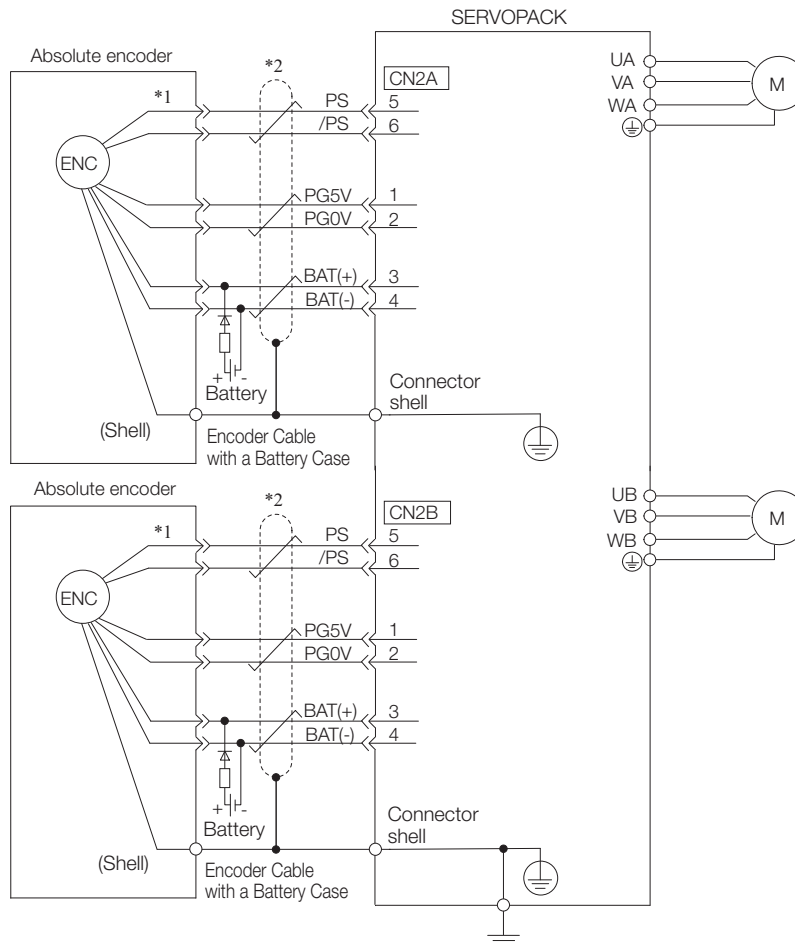 SERVOPACK
Absolute encoder
*1
*2
CN2A
ENC
PS 5
/PS 6
PG5V 1
PG0V 2
BAT(+) 3
BAT(-) 4
+ -
Battery
(Shell)
Encoder Cable
with a Battery Case
Connector
shell
UA
VA
WA
M
Absolute encoder
*1
*2
CN2B
ENC
PS 5
/PS 6
PG5V 1
PG0V 2
BAT(+) 3
BAT(-) 4
+ -
Battery
(Shell)
Encoder Cable
with a Battery Case
Connector
shell
UB
VB
WB
M